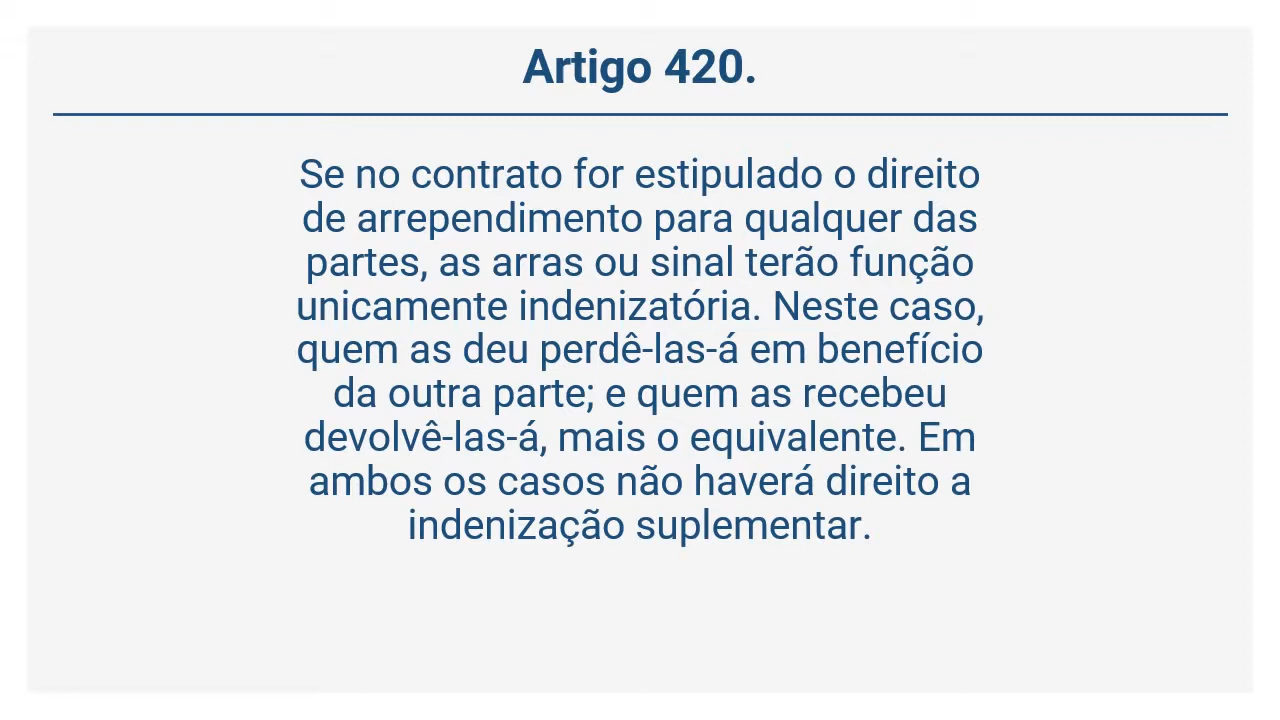 Artigo 420.
Se no contrato for estipulado o direito
de arrependimento para qualquer das
partes, as arras ou sinal terão função
unicamente indenizatória. Neste caso,
quem as deu perdê-las-á em benefício
da outra parte; e quem as recebeu
devolvê-las-á, mais o equivalente. Em
ambos os casos não haverá direito a
indenização suplementar.